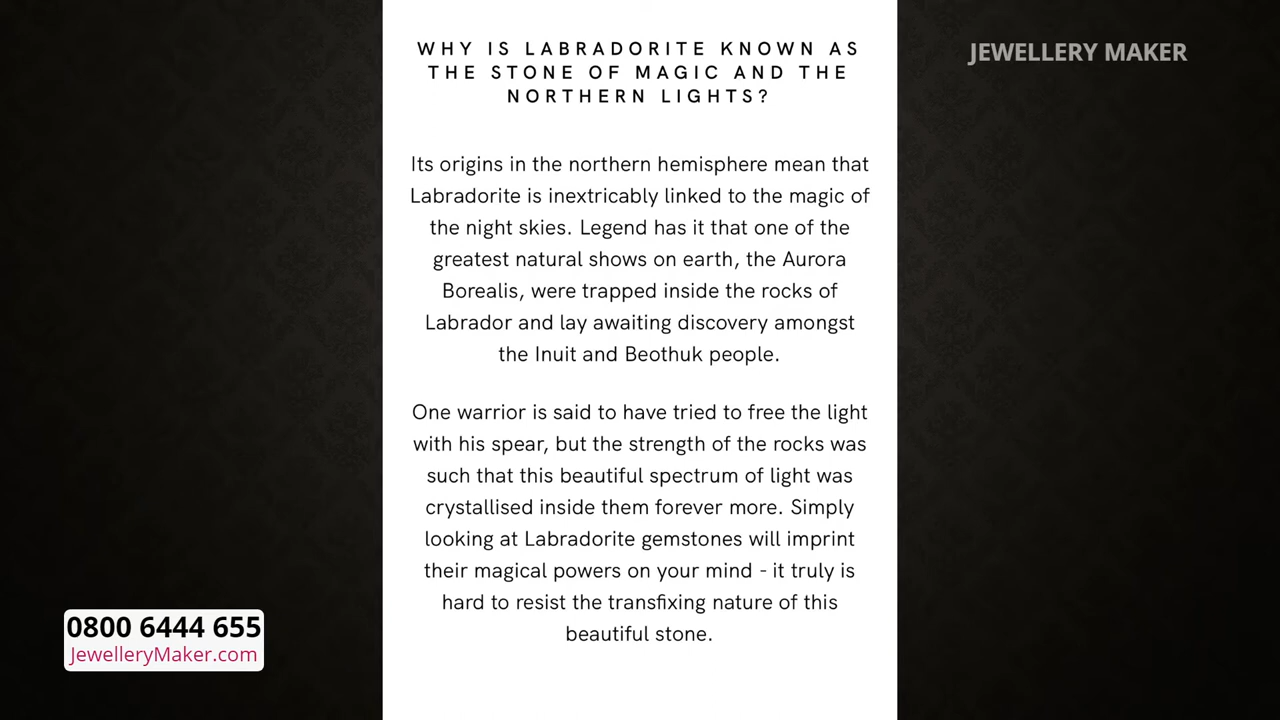 WHY IS LABRADORITE KNOWN AS
THE STONE OF MAGIC AND THE
NORTHERN LIGHTS?
JEWELLERY MAKER
Its origins in the northern hemisphere mean that
Labradorite is inextricably linked to the magic of
the night skies. Legend has it that one of the
greatest natural shows on earth, the Aurora
Borealis, were trapped inside the rocks of
Labrador and lay awaiting discovery amongst
the Inuit and Beothuk people.
One warrior is said to have tried to free the light
with his spear, but the strength of the rocks was
such that this beautiful spectrum of light was
crystallised inside them forever more. Simply
looking at Labradorite gemstones will imprint
their magical powers on your mind - it truly is
hard to resist the transfixing nature of this
beautiful stone.
0800 6444 655
JewelleryMaker.com